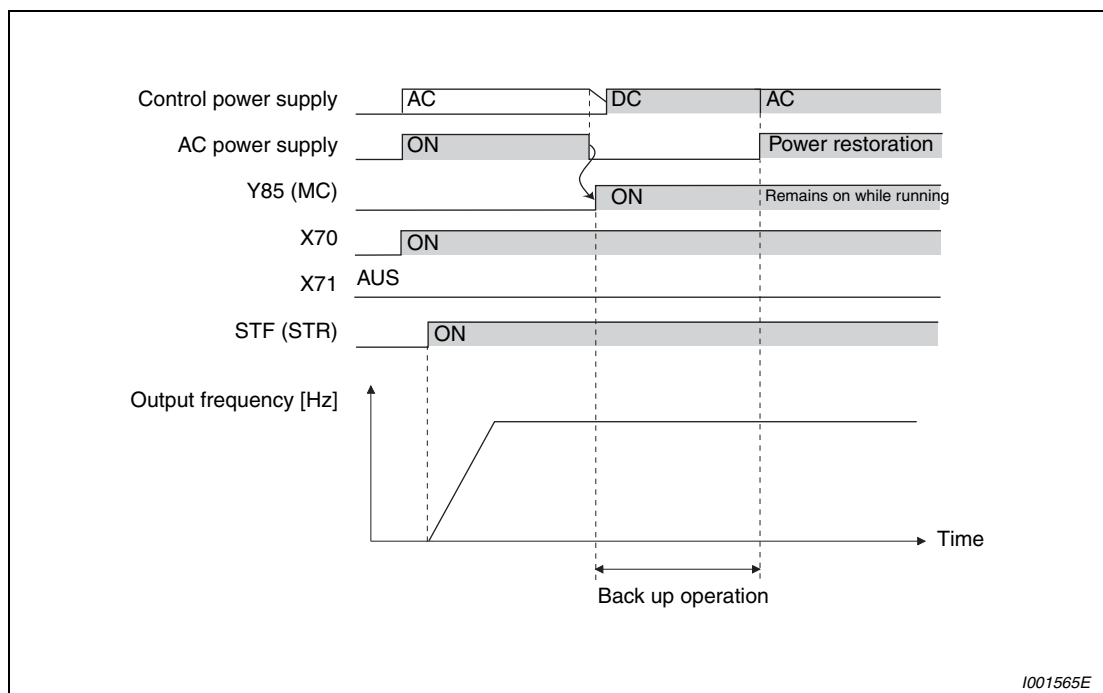 Control power supply AC DC AC
AC power supply ON Power restoration
Y85 (MC) ON Remains on while running
X70 ON
X71 AUS
STF (STR) ON
Output frequency [Hz]
Time
Back up operation
I001565E